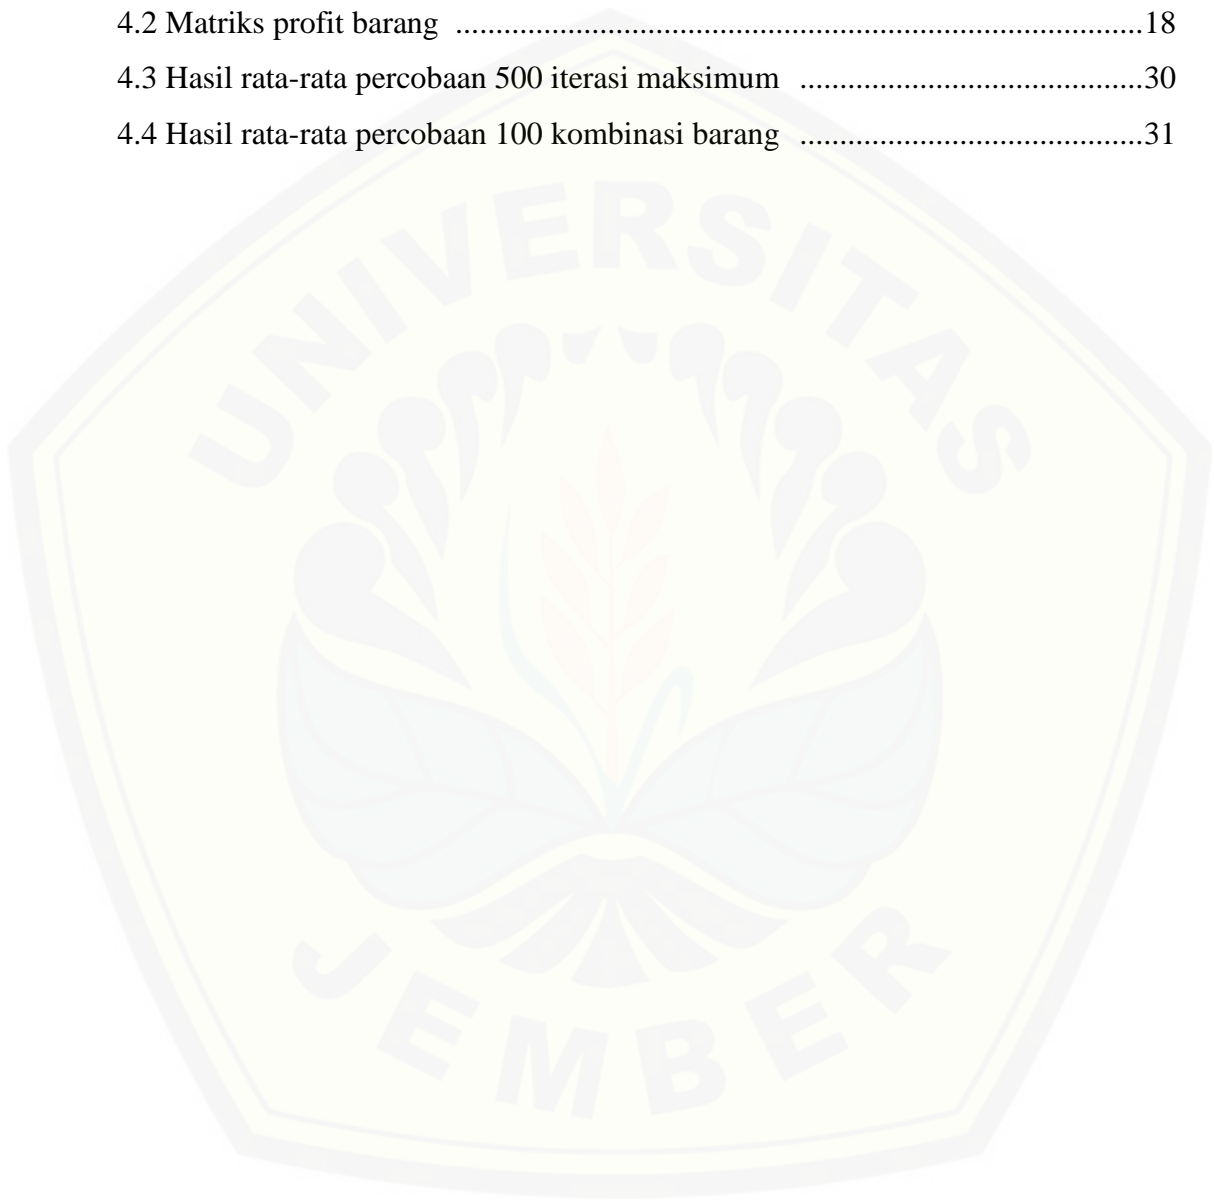 4.2 Matriks profit barang ......................................................................................18
4.3 Hasil rata-rata percobaan 500 iterasi maksimum ...........................................30
4.4 Hasil rata-rata percobaan 100 kombinasi barang ...........................................31
UNIVERSITAS
JEMBER